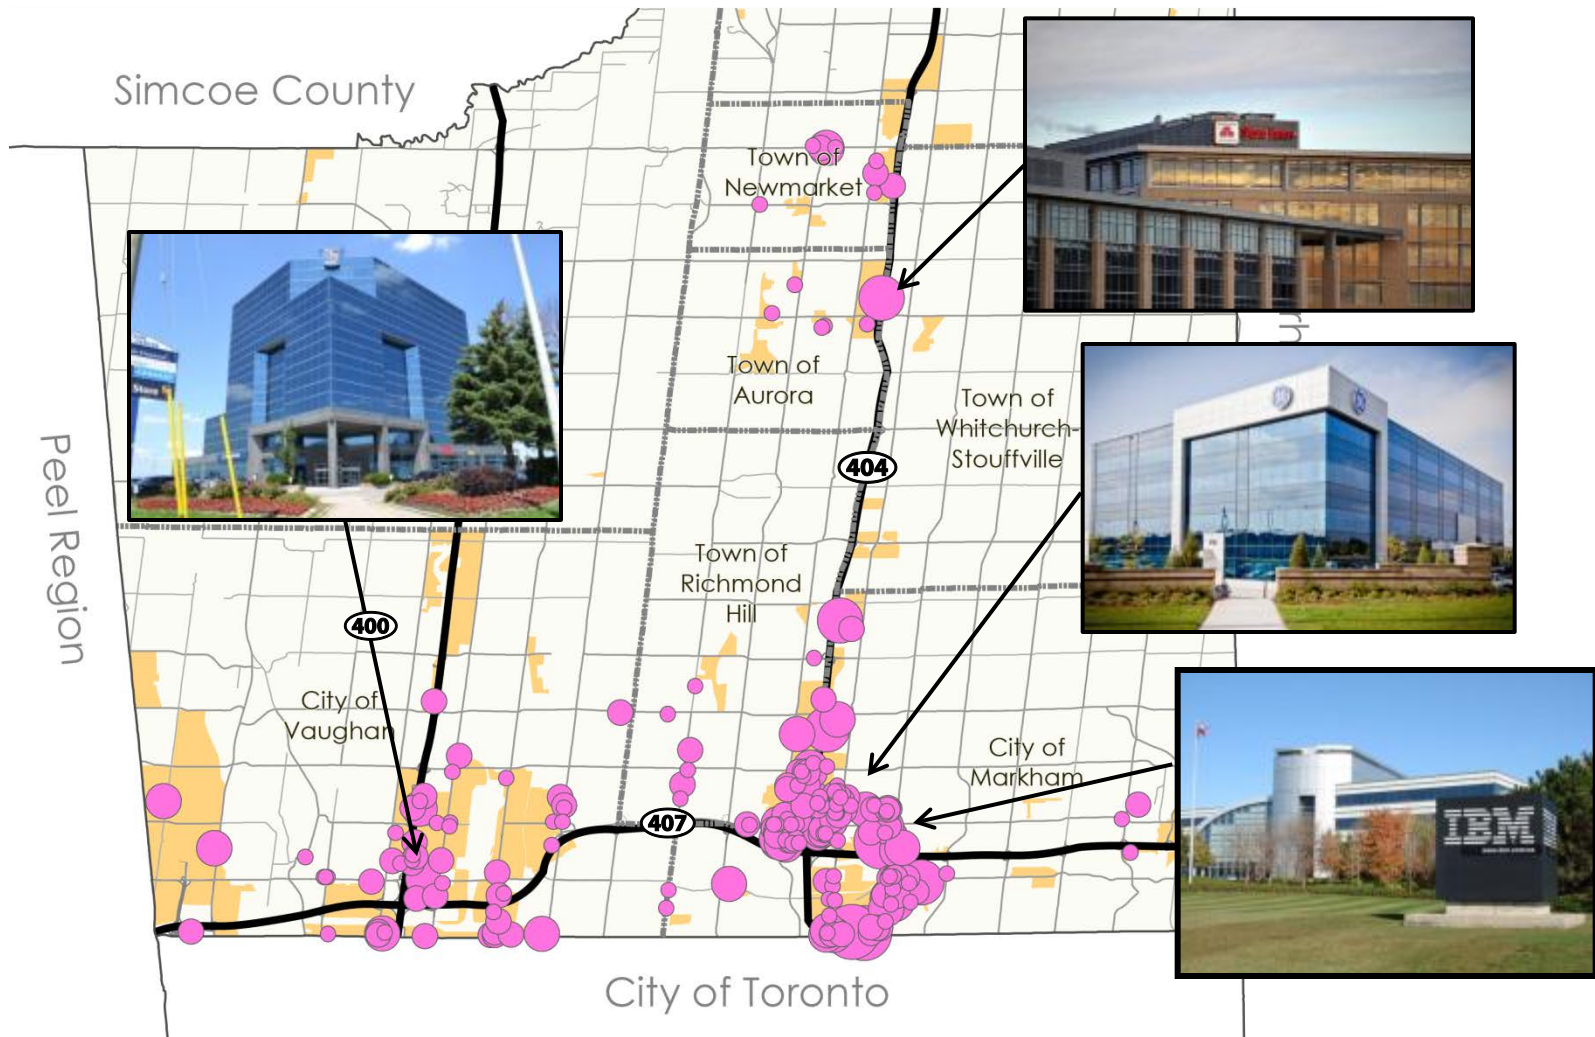 Simcoe County
Town of
Newmarket
Town of
Aurora
Town of
Whitchurch-
Stouffville
404
Peel Region
Town of
Richmond
Hill
400
City of
Vaughan
City of
Markham
407
IBM
City of Toronto